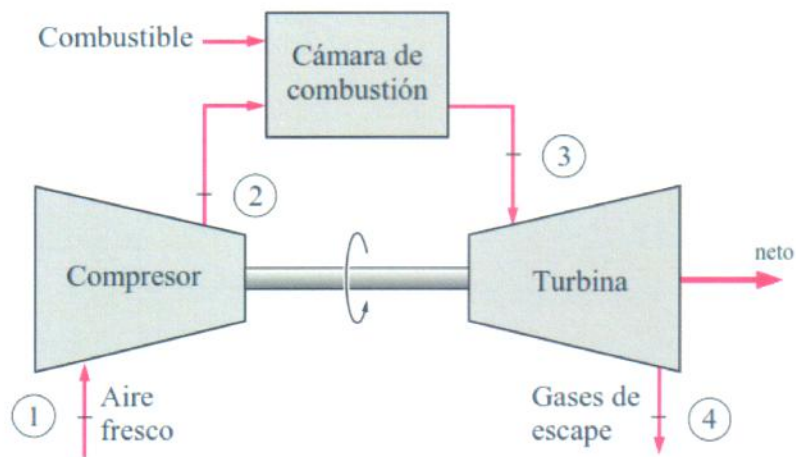 Combustible
Cámara de
combustión
2
3
neto
Compresor
Turbina
1
Aire
fresco
Gases de
escape
4